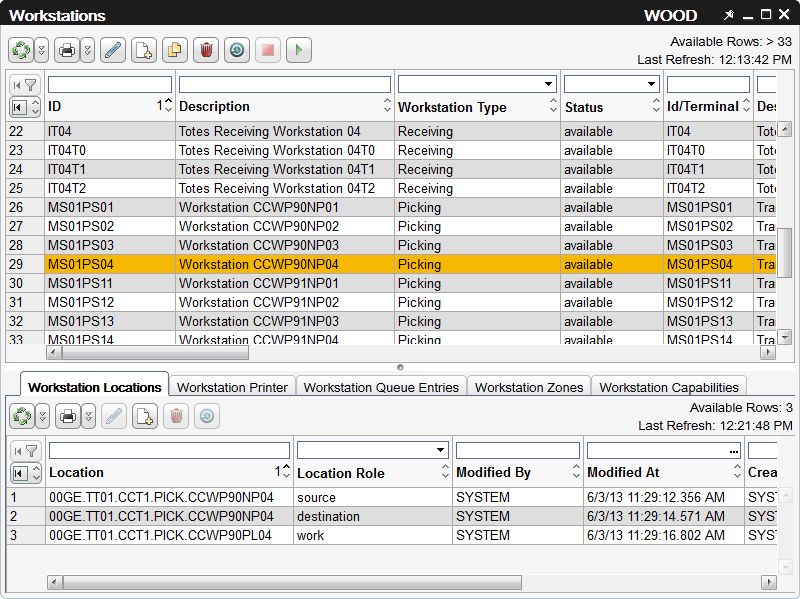 Workstations WOOD
Available Rows: > 33
Last Refresh: 12:13:42 PM
ID 1 Description Workstation Type Status Id/Terminal Des
22 IT04 Totes Receiving Workstation 04 Receiving available IT04 Tote
23 IT04T0 Totes Receiving Workstation 04T0 Receiving available IT04T0 Tote
24 IT04T1 Totes Receiving Workstation 04T1 Receiving available IT04T1 Tote
25 IT04T2 Totes Receiving Workstation 04T2 Receiving available IT04T2 Tote
26 MS01PS01 Workstation CCWP90NP01 Picking available MS01PS01 Tra
27 MS01PS02 Workstation CCWP90NP02 Picking available MS01PS02 Tra
28 MS01PS03 Workstation CCWP90NP03 Picking available MS01PS03 Tra
29 MS01PS04 Workstation CCWP90NP04 Picking available MS01PS04 Tra
30 MS01PS11 Workstation CCWP91NP01 Picking available MS01PS11 Tra
31 MS01PS12 Workstation CCWP91NP02 Picking available MS01PS12 Tra
32 MS01PS13 Workstation CCWP91NP03 Picking available MS01PS13 Tra
33 MS01PS14 Workstation CCWP91NP04 Picking available MS01PS14 Tra
Workstation Locations Workstation Printer Workstation Queue Entries Workstation Zones Workstation Capabilities
Available Rows: 3
Last Refresh: 12:21:48 PM
...
Location 1 Location Role Modified By Modified At Crea
1 00GE.TT01.CCT1.PICK.CCWP90NP04 source SYSTEM 6/3/13 11:29:12.356 AM SYS
2 00GE.TT01.CCT1.PICK.CCWP90NP04 destination SYSTEM 6/3/13 11:29:14.571 AM SYS
3 00GE.TT01.CCT1.PICK.CCWP90PL04 work SYSTEM 6/3/13 11:29:16.802 AM SYS